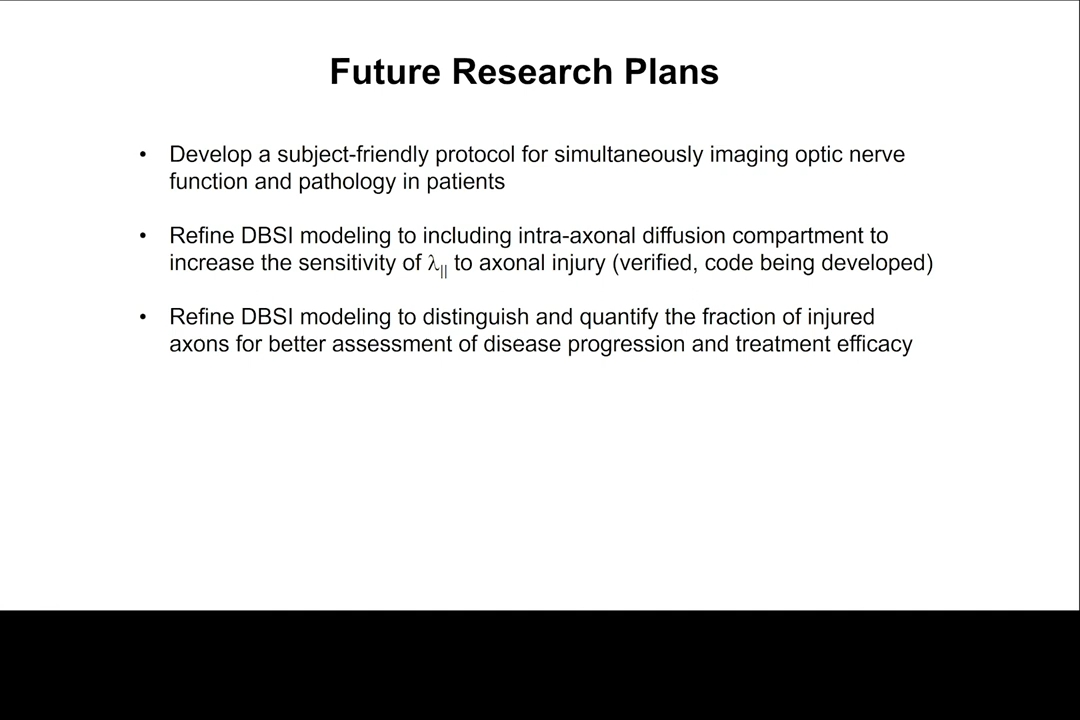 Future Research Plans
• Develop a subject-friendly protocol for simultaneously imaging optic nerve
function and pathology in patients
• Refine DBSI modeling to including intra-axonal diffusion compartment to
increase the sensitivity of λ|| to axonal injury (verified, code being developed)
• Refine DBSI modeling to distinguish and quantify the fraction of injured
axons for better assessment of disease progression and treatment efficacy